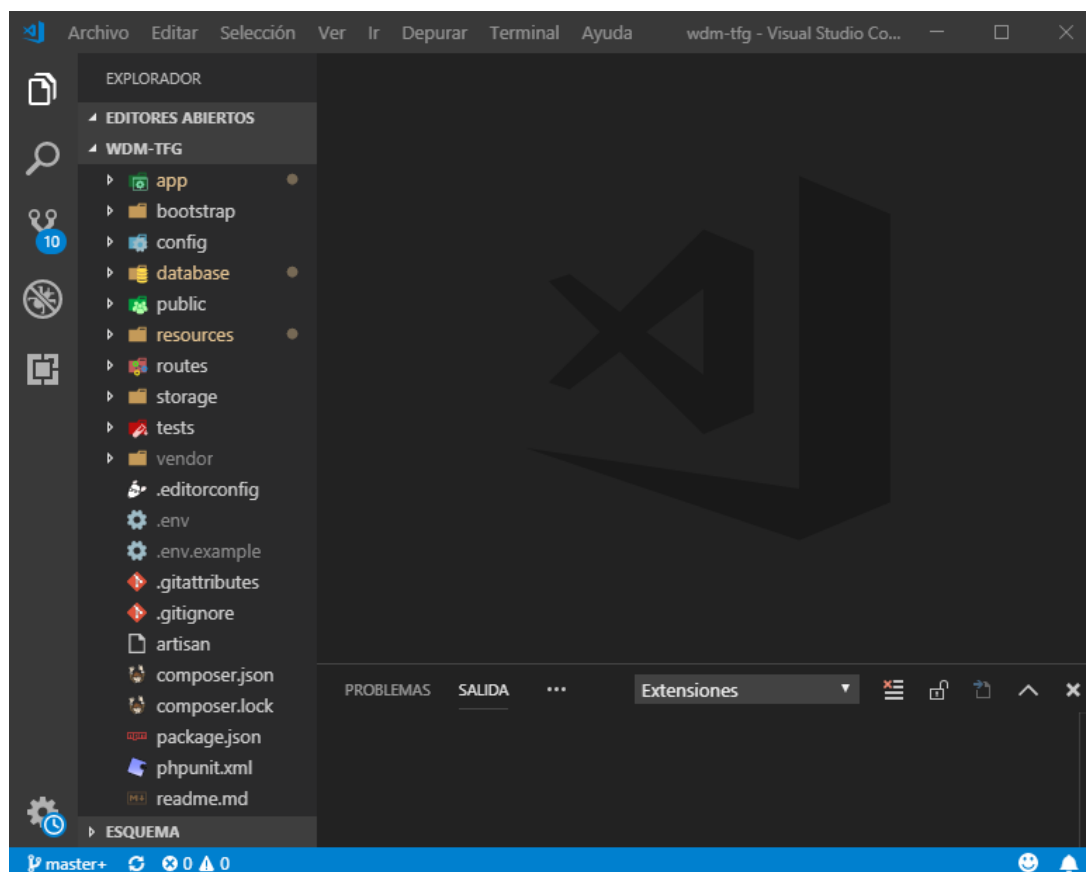 Archivo Editar Selección Ver Ir Depurar Terminal Ayuda wdm-tfg - Visual Studio Co...
EXPLORADOR
EDITORES ABIERTOS
WDM-TFG
app
bootstrap
config
10
database
public
resources
routes
storage
tests
vendor
.editorconfig
.env
.env.example
.gitattributes
.gitignore
artisan
composer.json
composer.lock
package.json
phpunit.xml
readme.md
ESQUEMA
PROBLEMAS SALIDA ... Extensiones
master+ 0 0